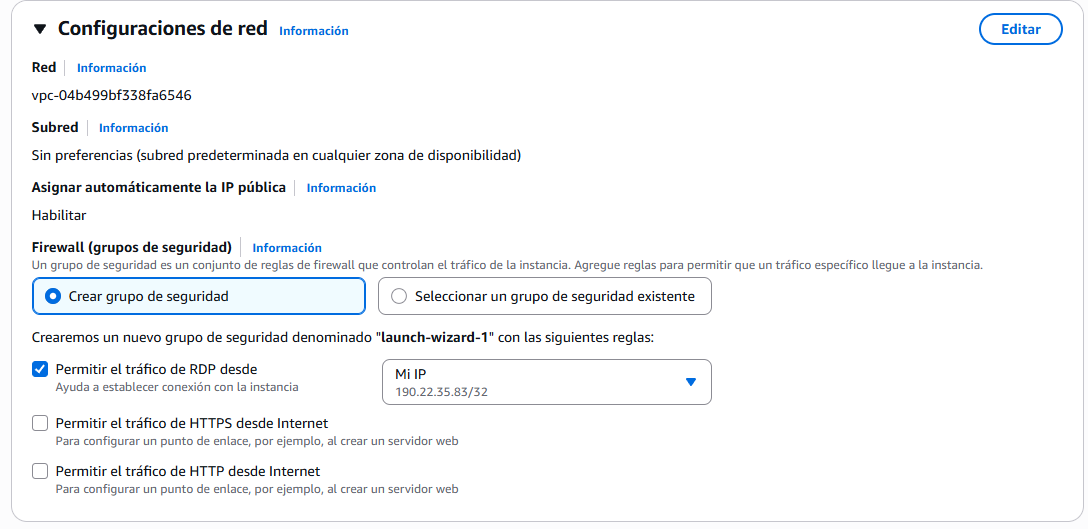 Configuraciones de red Información
Editar
Red Información
vpc-04b499bf338fa6546
Subred Información
Sin preferencias (subred predeterminada en cualquier zona de disponibilidad)
Asignar automáticamente la IP pública Información
Habilitar
Firewall (grupos de seguridad) Información
Un grupo de seguridad es un conjunto de reglas de firewall que controlan el tráfico de la instancia. Agregue reglas para permitir que un tráfico específico llegue a la instancia.
Crear grupo de seguridad
Seleccionar un grupo de seguridad existente
Crearemos un nuevo grupo de seguridad denominado "launch-wizard-1" con las siguientes reglas:
Permitir el tráfico de RDP desde
Ayuda a establecer conexión con la instancia
Mi IP
190.22.35.83/32
Permitir el tráfico de HTTPS desde Internet
Para configurar un punto de enlace, por ejemplo, al crear un servidor web
Permitir el tráfico de HTTP desde Internet
Para configurar un punto de enlace, por ejemplo, al crear un servidor web